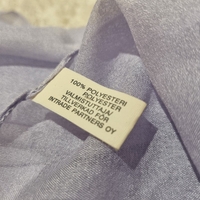 100% POLYESTERI
POLYESTER
VALMISTUTTAJA/
TILLVERKAD FÖR
INTRADE PARTNERS OY